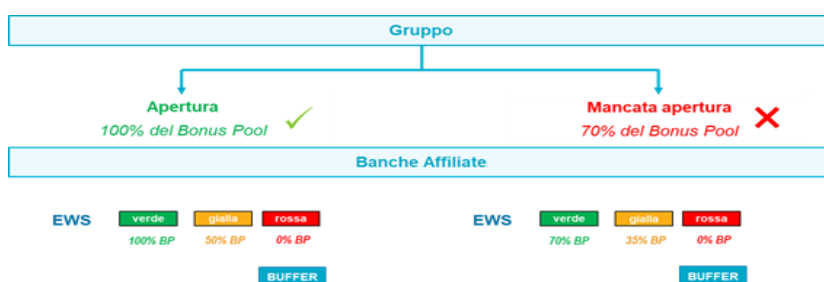 Gruppo
Apertura
100% del Bonus Pool
Mancata apertura
70% del Bonus Pool
Banche Affiliate
EWS verde gialla rossa
100% BP 50% BP 0% BP
BUFFER
EWS verde gialla rossa
70% BP 35% BP 0% BP
BUFFER